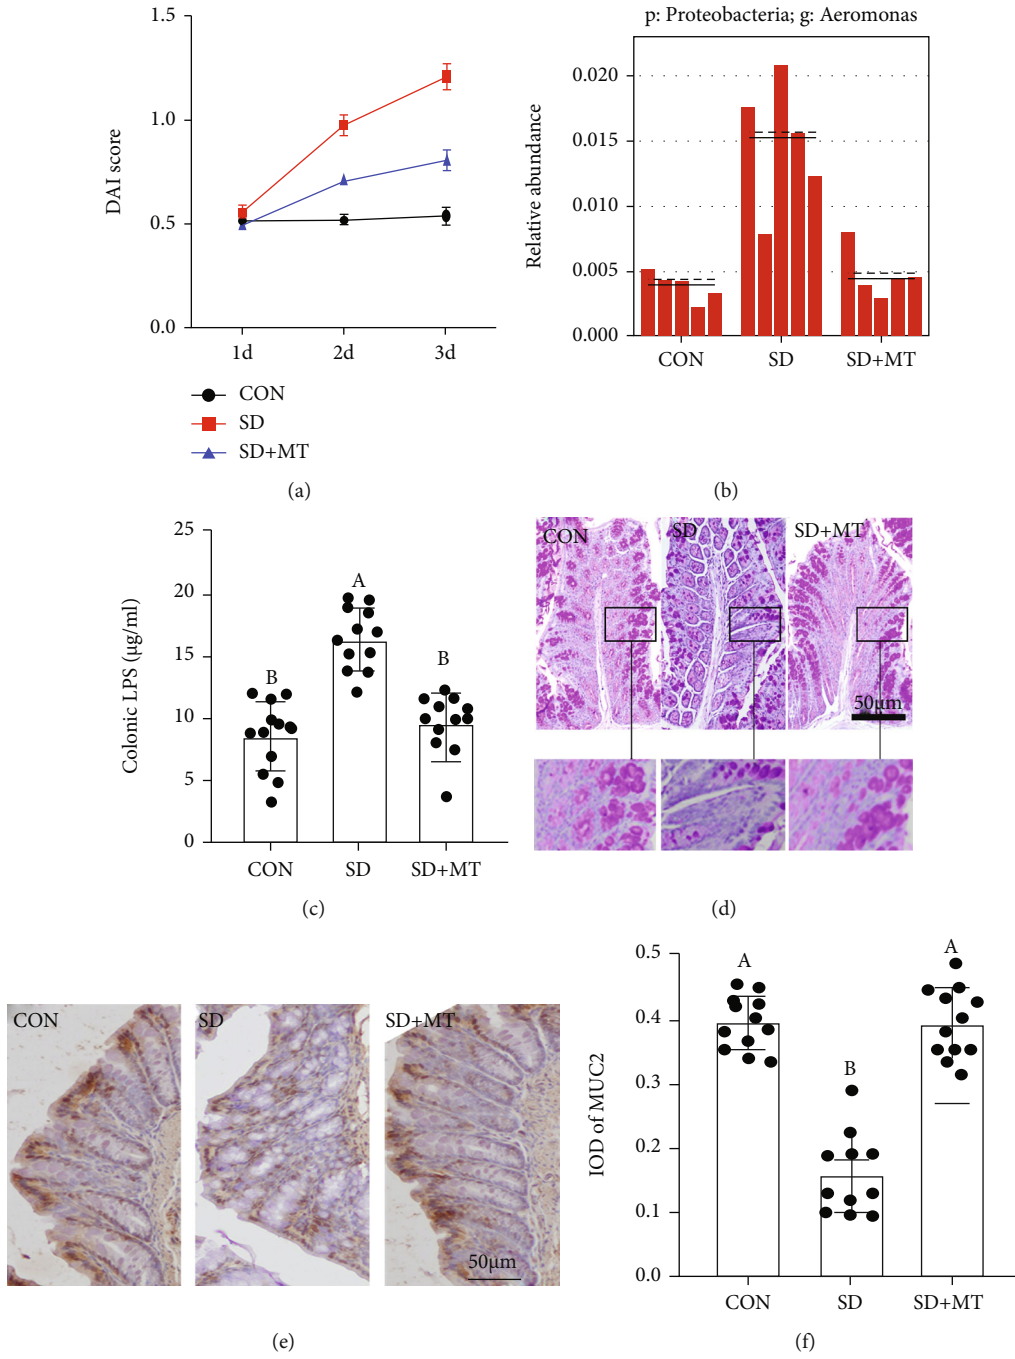 1.5
1.0
0.5
0.0
DAI score
1d 2d 3d
CON
SD
SD+MT
(a)
p: Proteobacteria; g: Aeromonas
0.020
0.015
0.010
0.005
0.000
Relative abundance
CON SD SD+MT
(b)
25
20
15
10
5
0
Colonic LPS (μg/ml)
B A B
CON SD SD+MT
(c)
CON SD SD+MT
50μm
(d)
CON SD SD+MT
50μm
(e)
0.5
0.4
0.3
0.2
0.1
0.0
IOD of MUC2
A B A
CON SD SD+MT
(f)